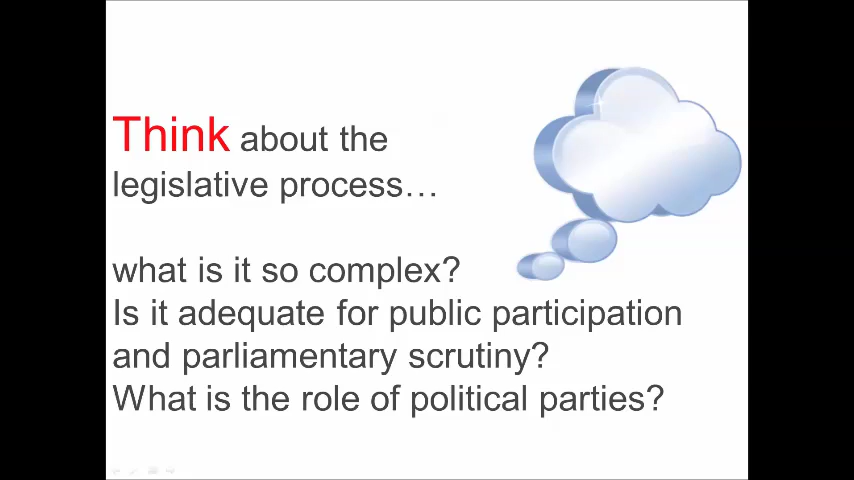 Think about the
legislative process…
what is it so complex?
Is it adequate for public participation
and parliamentary scrutiny?
What is the role of political parties?